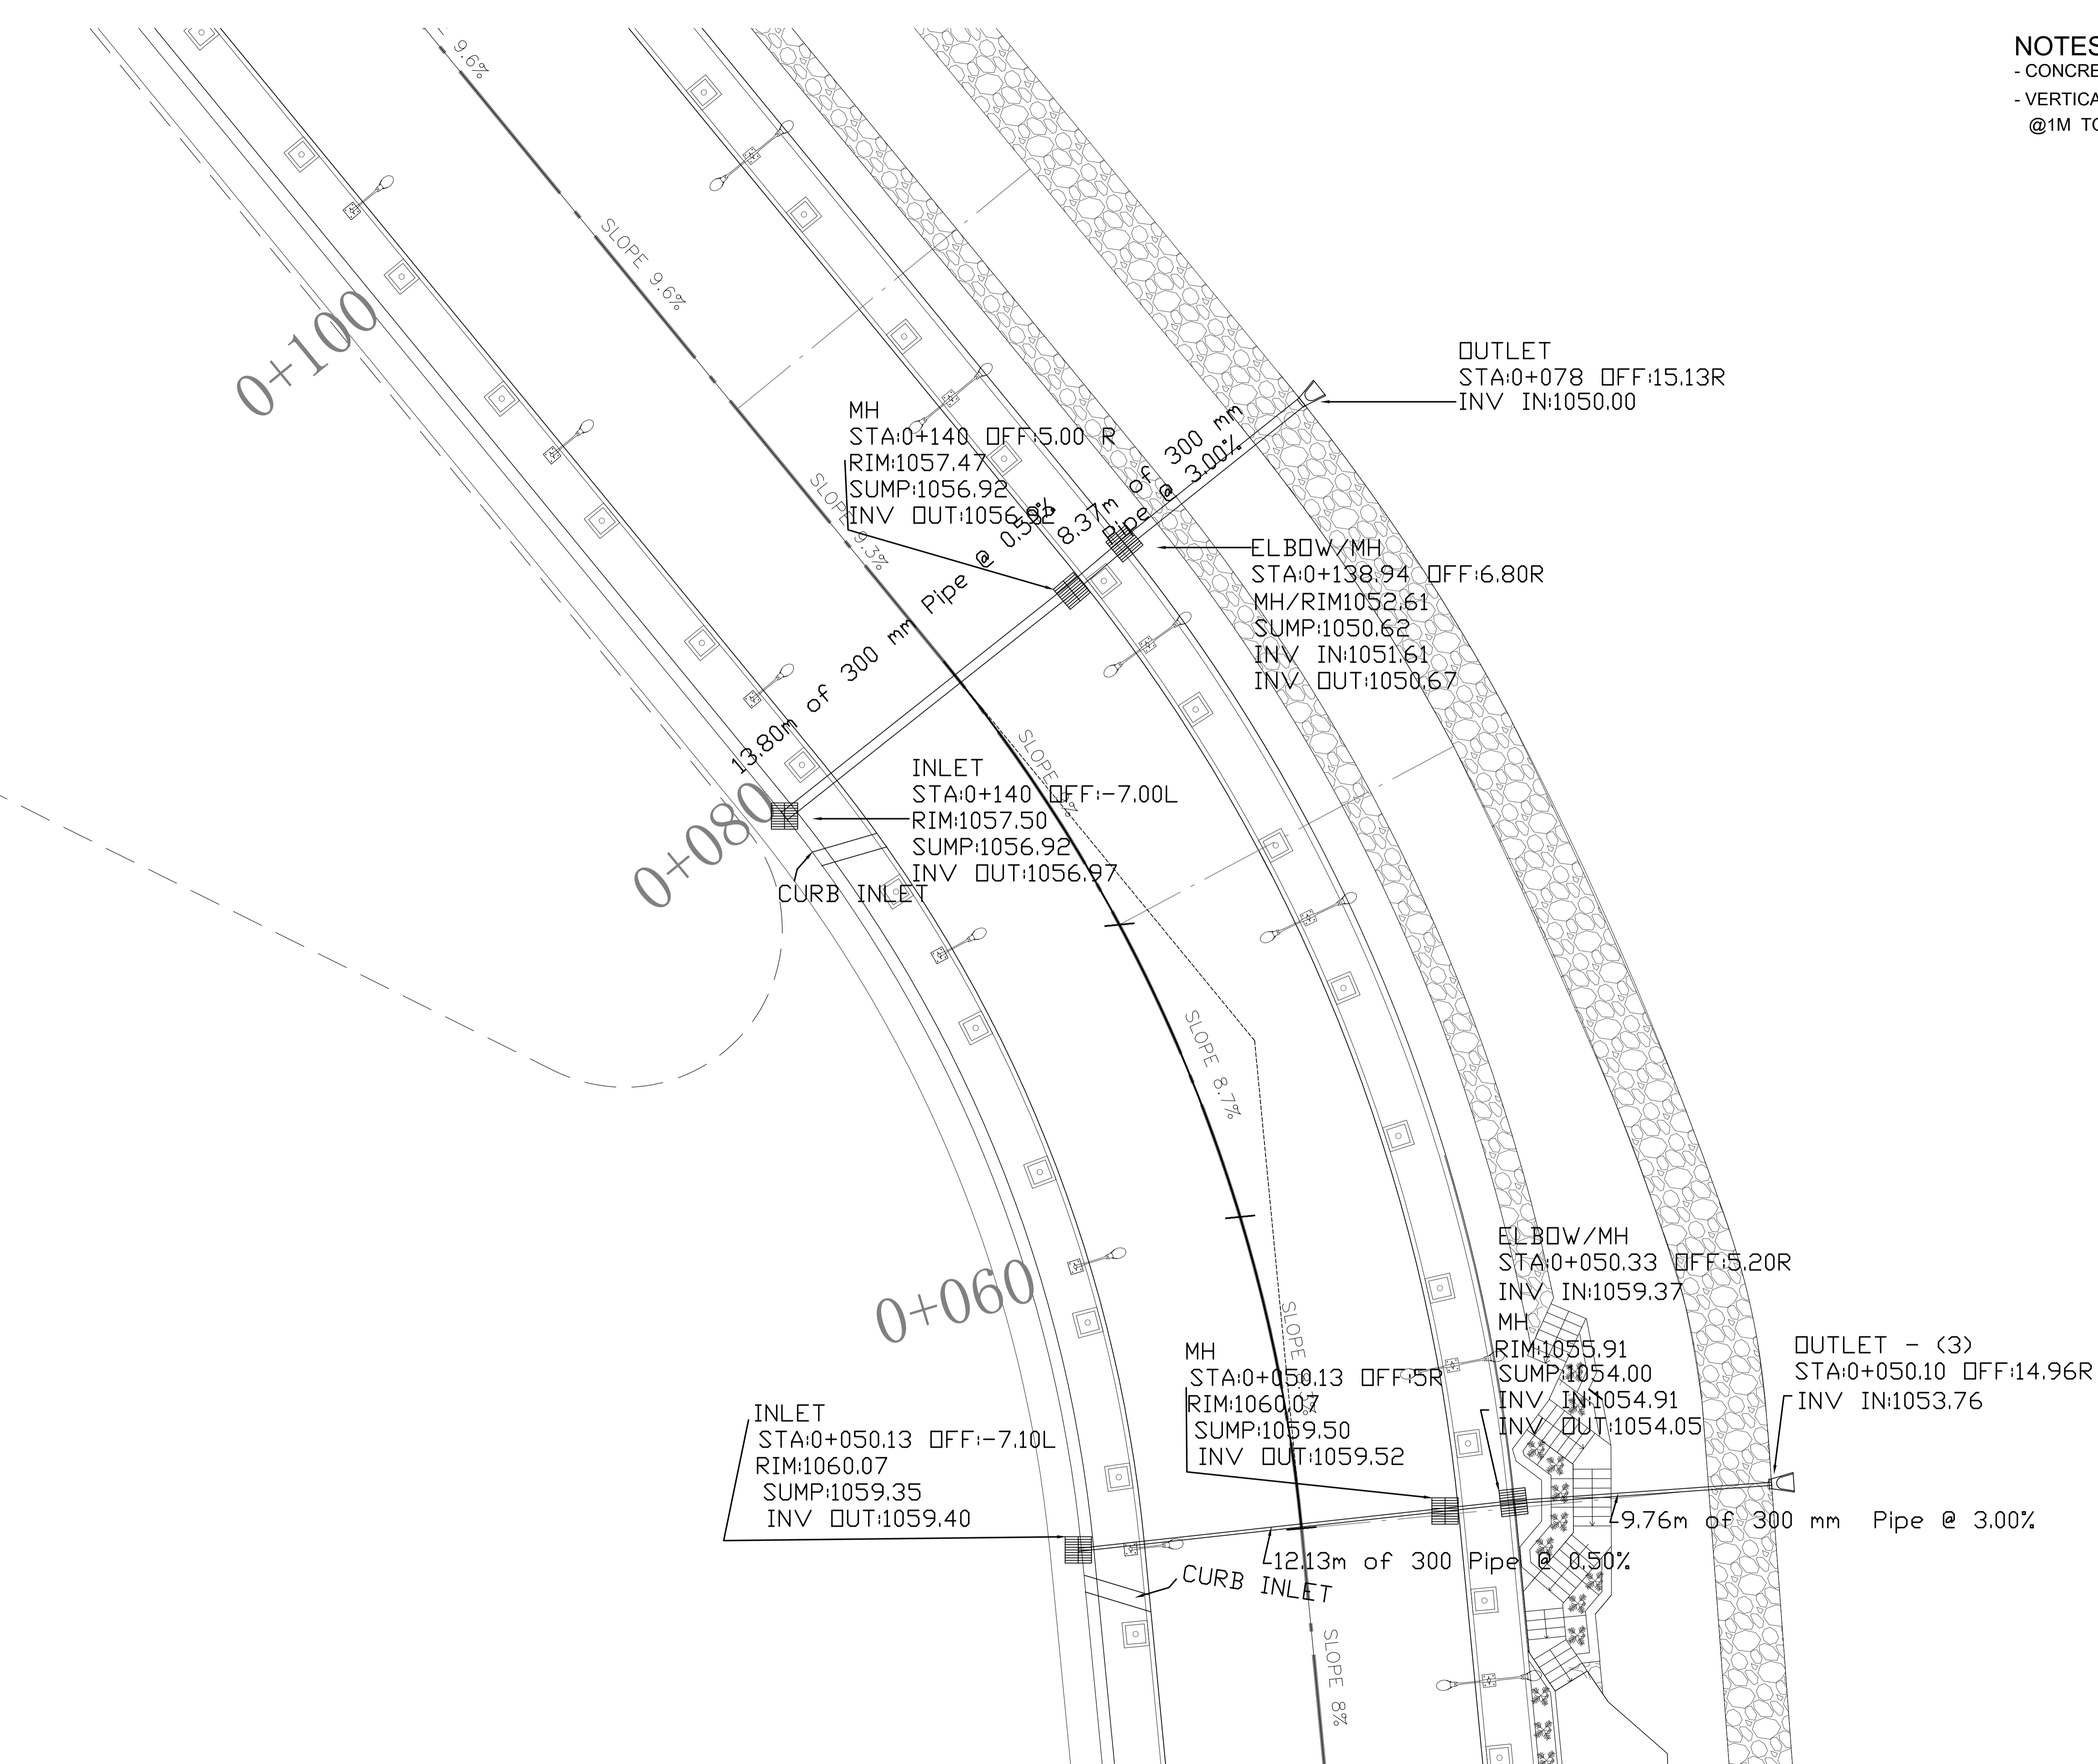 NOTES
- CONCRE
- VERTICA
@1M TO
9.6%
SLOPE 9.6%
0+100
OUTLET
STA:0+078 OFF:15.13R
INV IN:1050.00
MH
STA:0+140 OFF:5.00 R
RIM:1057.47
SUMP:1056.92
INV OUT:1056.92
SLOPE 9.3%
8.37m of 300 mm
Pipe @ 3.00%
13.80m of 300 mm Pipe @ 0.50%
ELBOW/MH
STA:0+138.94 OFF:6.80R
MH/RIM1052.61
SUMP:1050.62
INV IN:1051.61
INV OUT:1050.67
INLET
STA:0+140 OFF:-7.00L
RIM:1057.50
SUMP:1056.92
INV OUT:1056.97
CURB INLET
0+080
SLOPE
SLOPE 8.7%
0+060
ELBOW/MH
STA:0+050.33 OFF:5.20R
INV IN:1059.37
MH
RIM:1055.91
SUMP:1054.00
INV IN:1054.91
INV OUT:1054.05
OUTLET - (3)
STA:0+050.10 OFF:14.96R
INV IN:1053.76
SLOPE
MH
STA:0+050.13 OFF:5R
RIM:1060.07
SUMP:1059.50
INV OUT:1059.52
INLET
STA:0+050.13 OFF:-7.10L
RIM:1060.07
SUMP:1059.35
INV OUT:1059.40
9.76m of 300 mm Pipe @ 3.00%
12.13m of 300 Pipe @ 0.50%
CURB INLET
SLOPE 8%